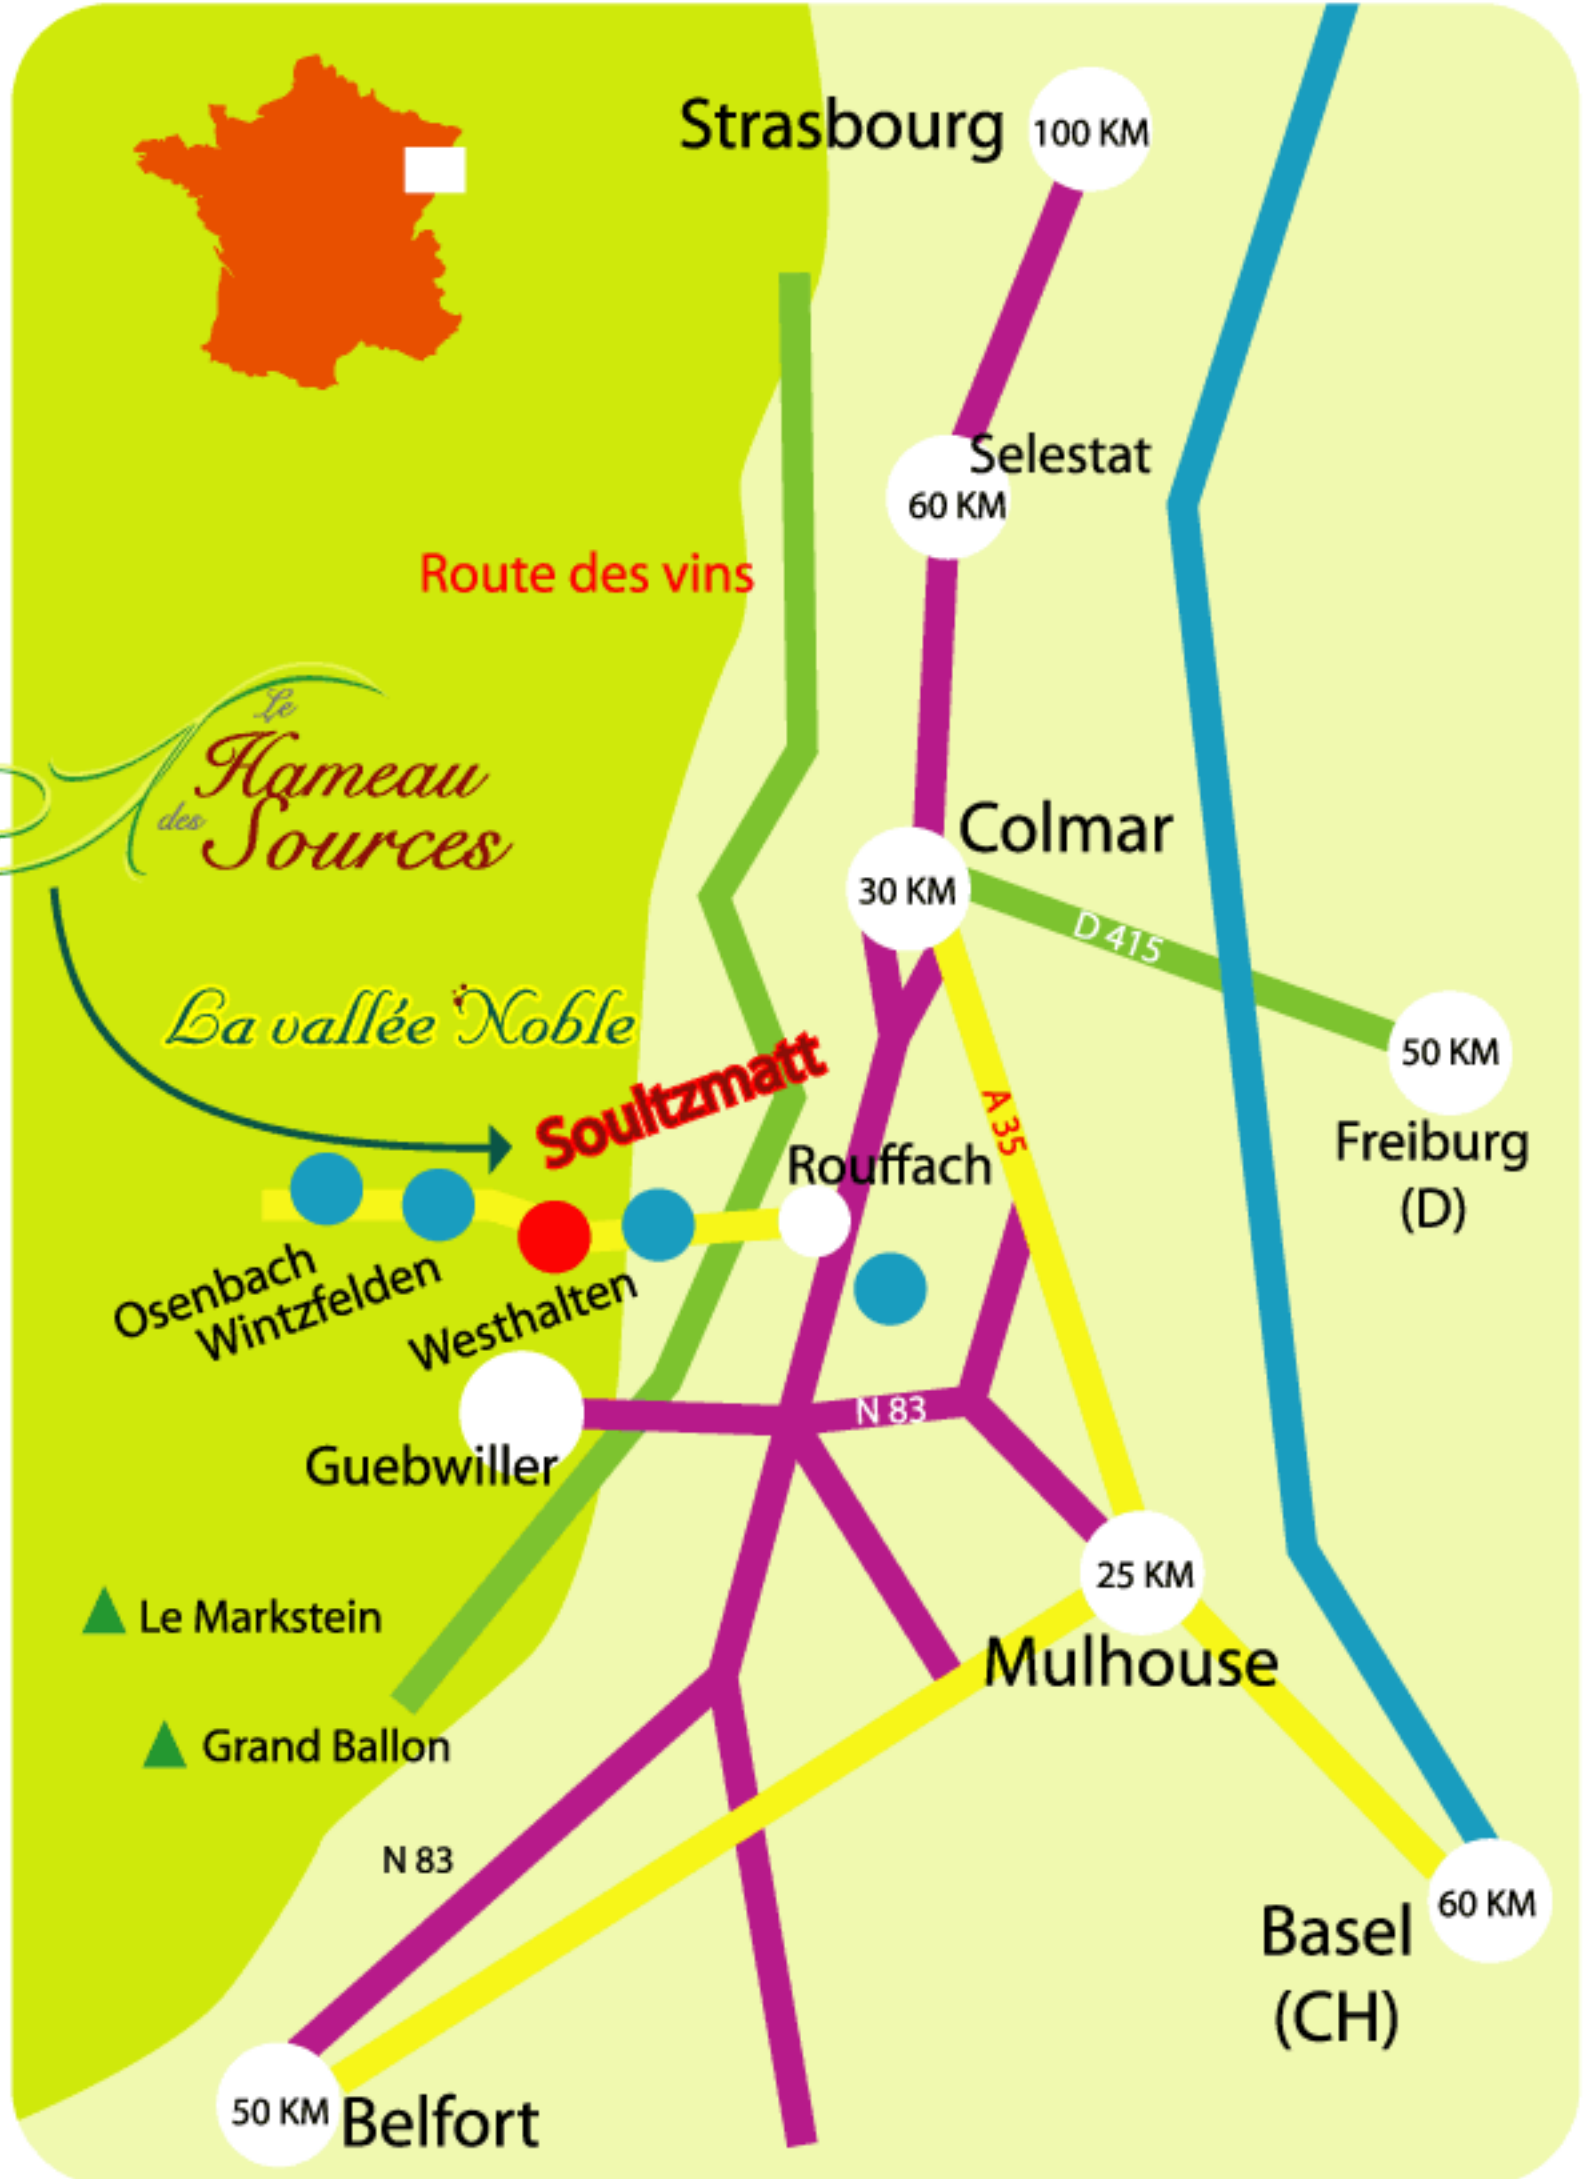 Strasbourg
100 KM
Selestat
60 KM
Route des vins
Le
Hameau
des
Sources
Colmar
30 KM
D 415
La vallée Noble
50 KM
Freiburg
(D)
Soultzmatt
A 35
Rouffach
Osenbach
Wintzfelden
Westhalten
N 83
Guebwiller
25 KM
Mulhouse
Le Markstein
Grand Ballon
N 83
60 KM
Basel
(CH)
50 KM
Belfort